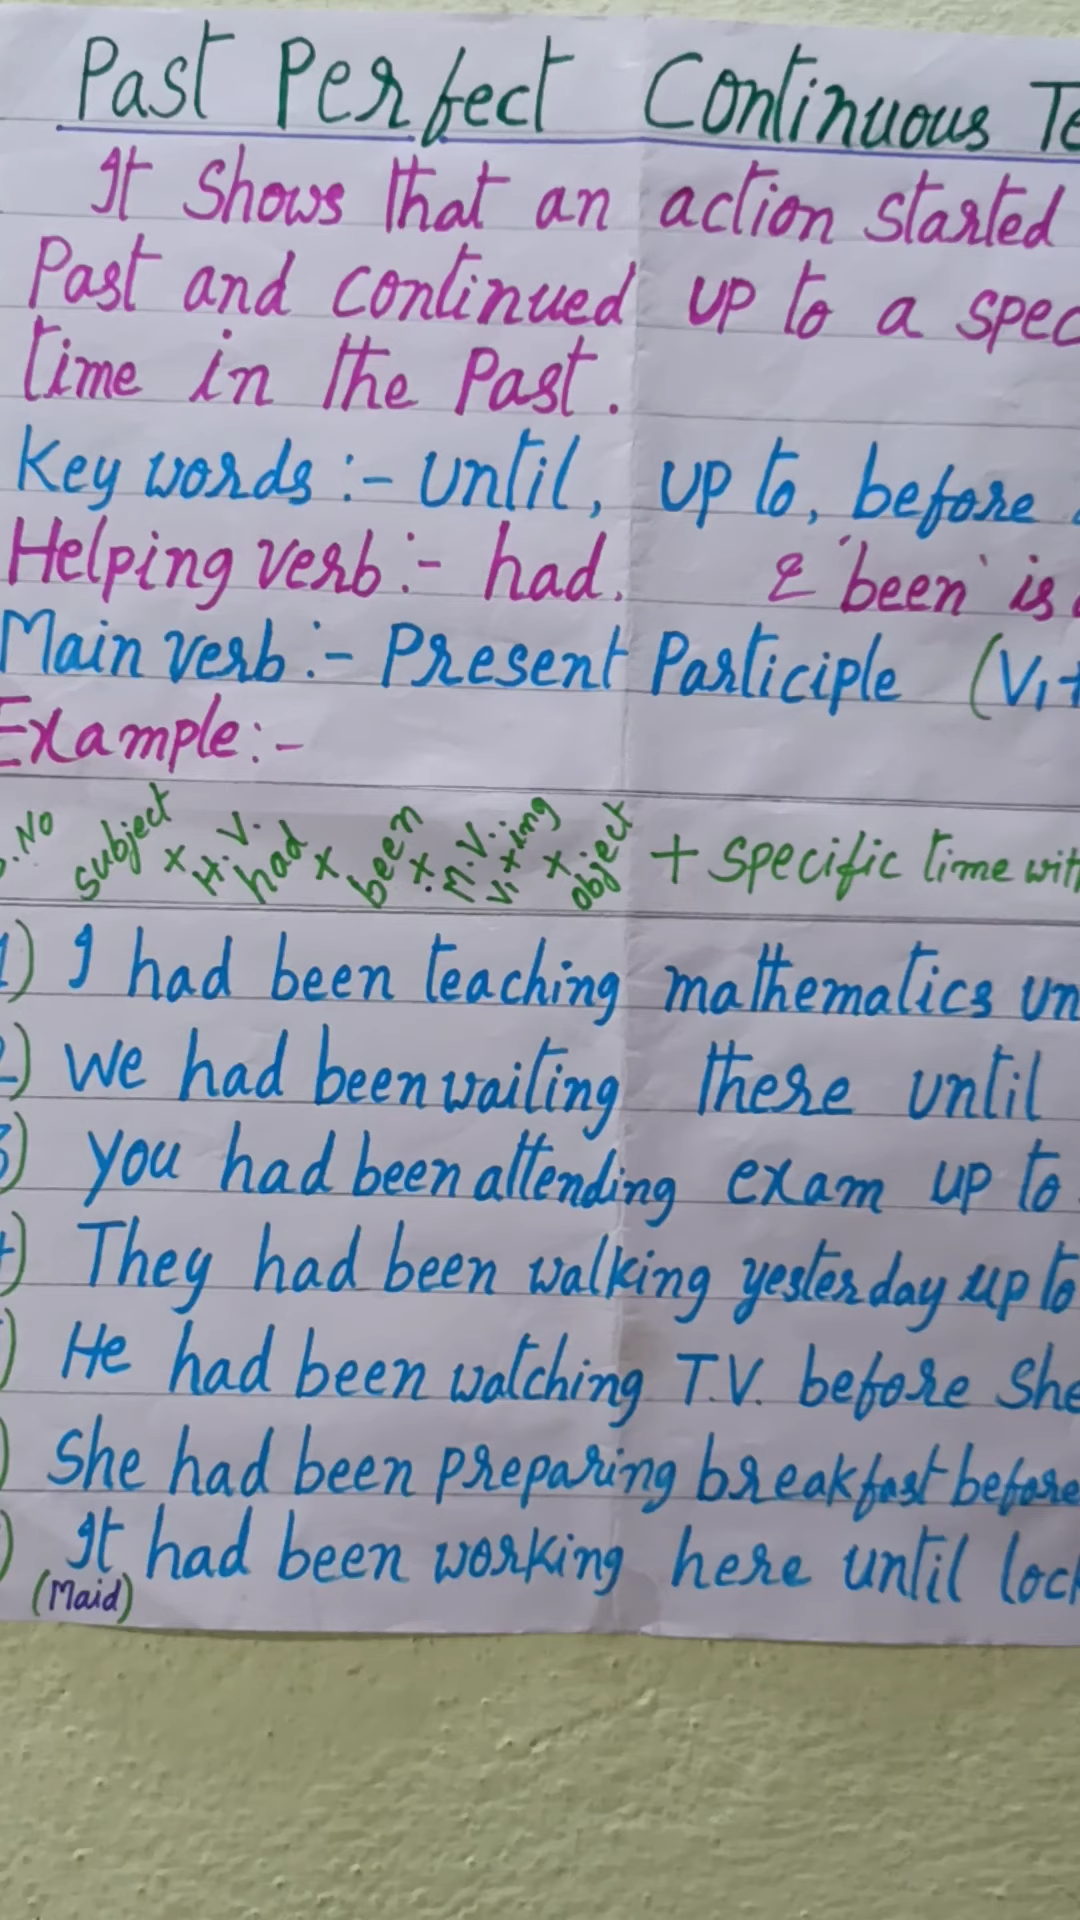 Past Perfect Continuous Te
It shows that an action started
Past and continued up to a spec
time in the Past.
Key words :- Until, up to, before
Helping verb :- had. & 'been' is
Main verb :- Present Participle (V1+
Example :-
S.No Subject x H.V. had x been x M.V. V1+ing x object + specific time with
1) I had been teaching mathematics un
2) We had been waiting there until
3) You had been attending exam up to
4) They had been walking yesterday up to
) He had been watching T.V. before She
) She had been preparing breakfast before
) It had been working here until lock
(Maid)